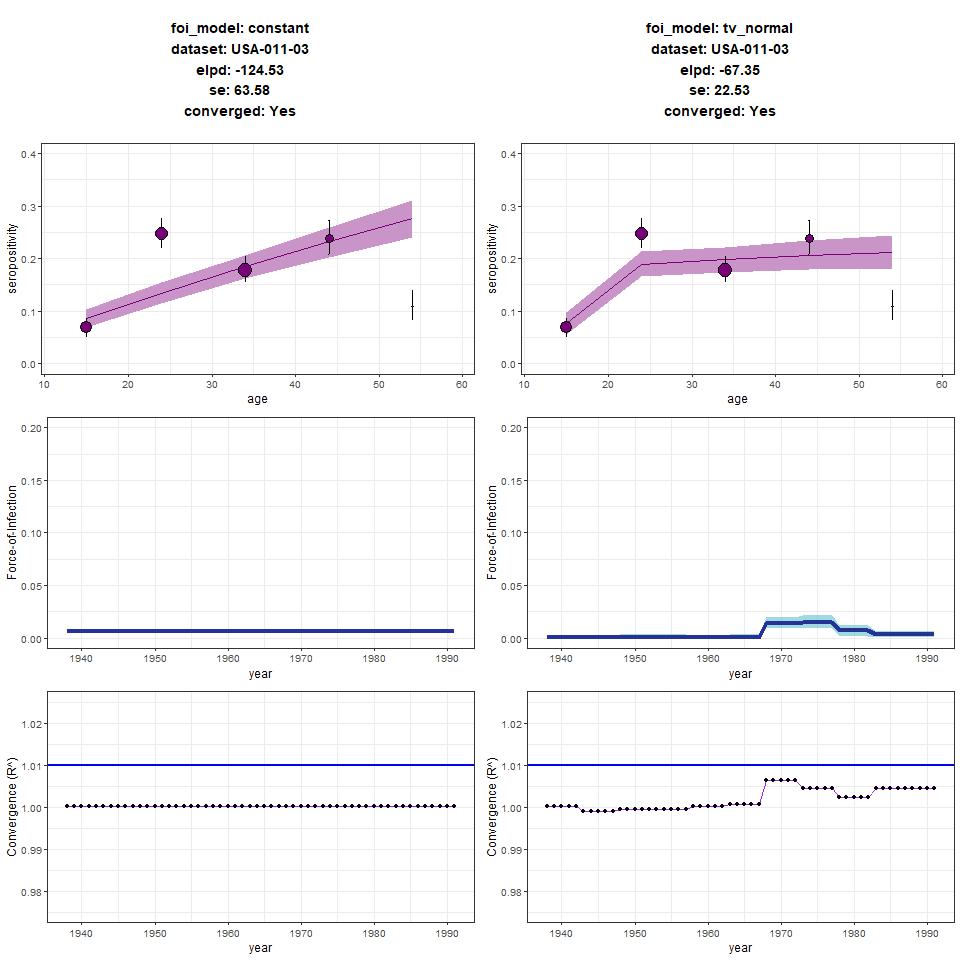 foi_model: constant
dataset: USA-011-03
elpd: -124.53
se: 63.58
converged: Yes
foi_model: tv_normal
dataset: USA-011-03
elpd: -67.35
se: 22.53
converged: Yes
seropositivity
0.4
0.3
0.2
0.1
0.0
10 20 30 40 50 60
age
seropositivity
0.4
0.3
0.2
0.1
0.0
10 20 30 40 50 60
age
Force-of-Infection
0.20
0.15
0.10
0.05
0.00
1940 1950 1960 1970 1980 1990
year
Force-of-Infection
0.20
0.15
0.10
0.05
0.00
1940 1950 1960 1970 1980 1990
year
Convergence (R^)
1.02
1.01
1.00
0.99
0.98
1940 1950 1960 1970 1980 1990
year
Convergence (R^)
1.02
1.01
1.00
0.99
0.98
1940 1950 1960 1970 1980 1990
year